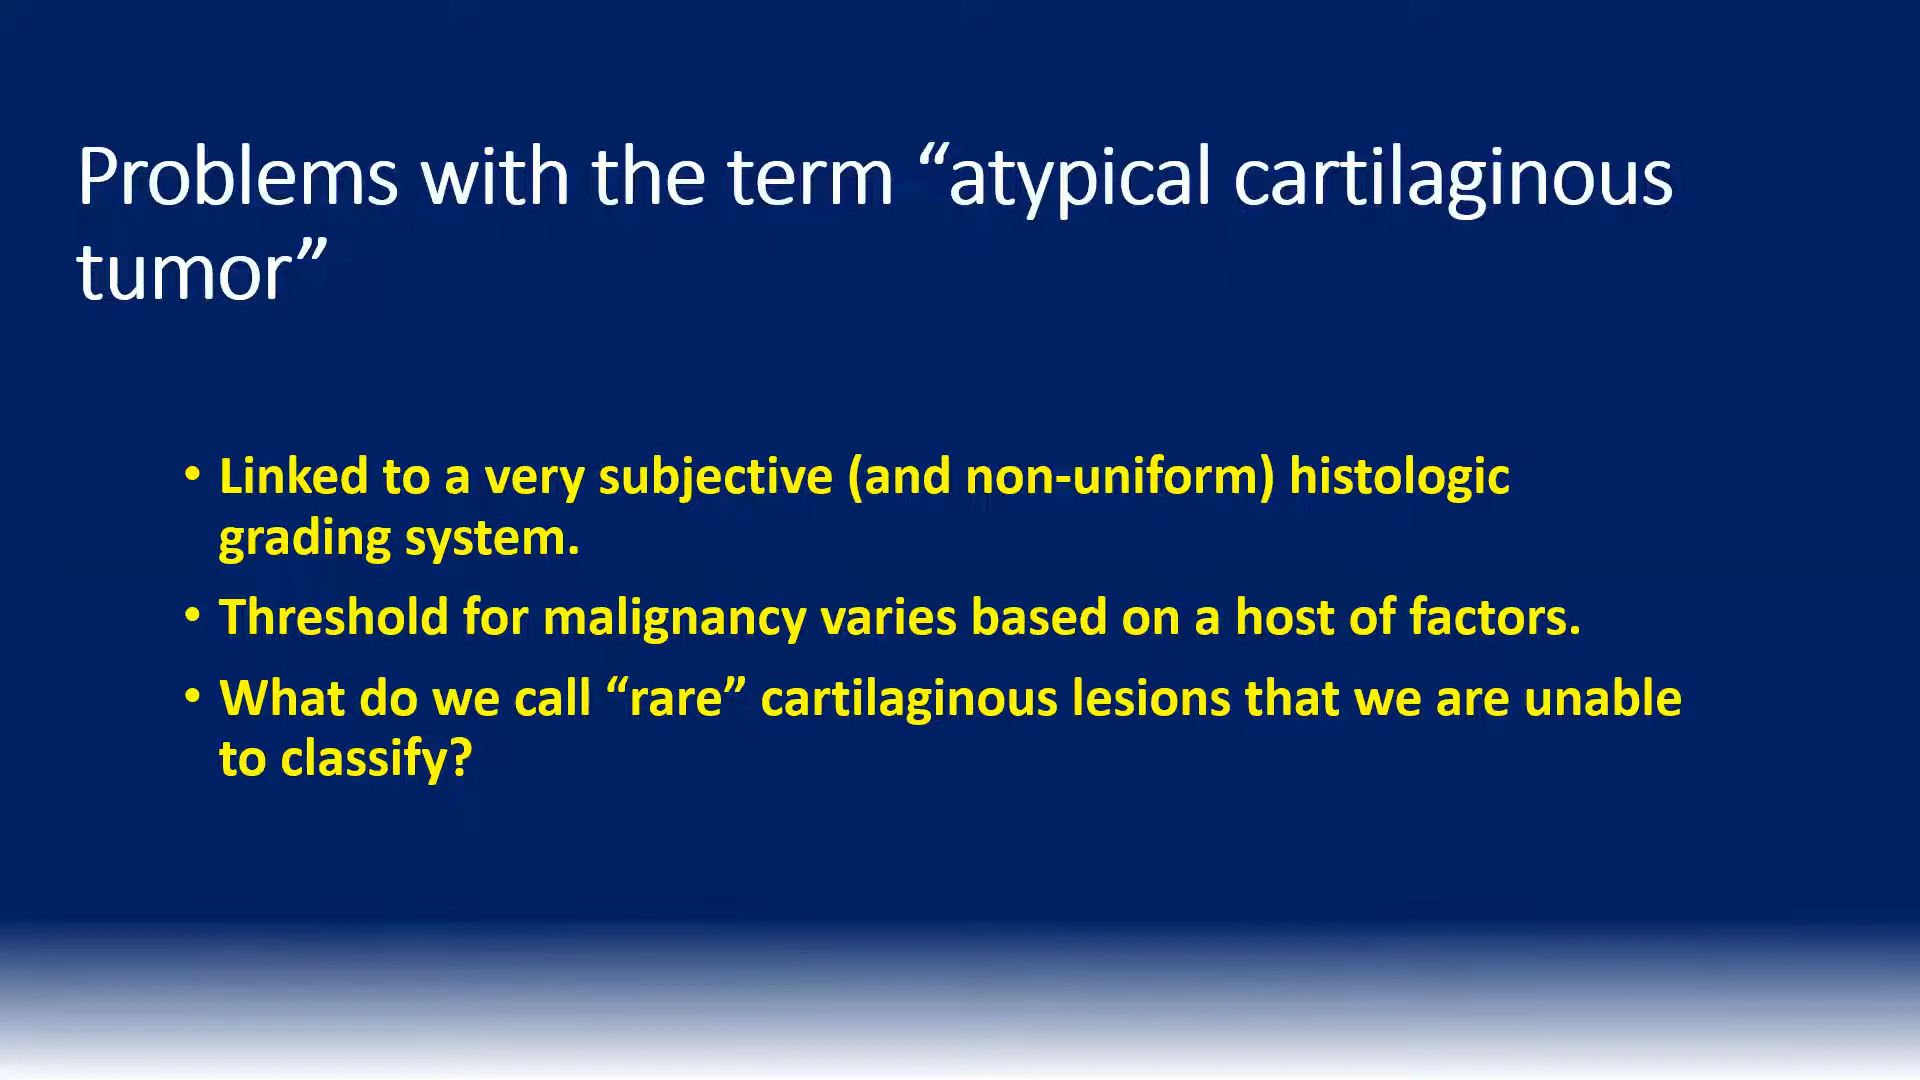 Problems with the term “atypical cartilaginous
tumor”
• Linked to a very subjective (and non-uniform) histologic
grading system.
• Threshold for malignancy varies based on a host of factors.
• What do we call “rare” cartilaginous lesions that we are unable
to classify?